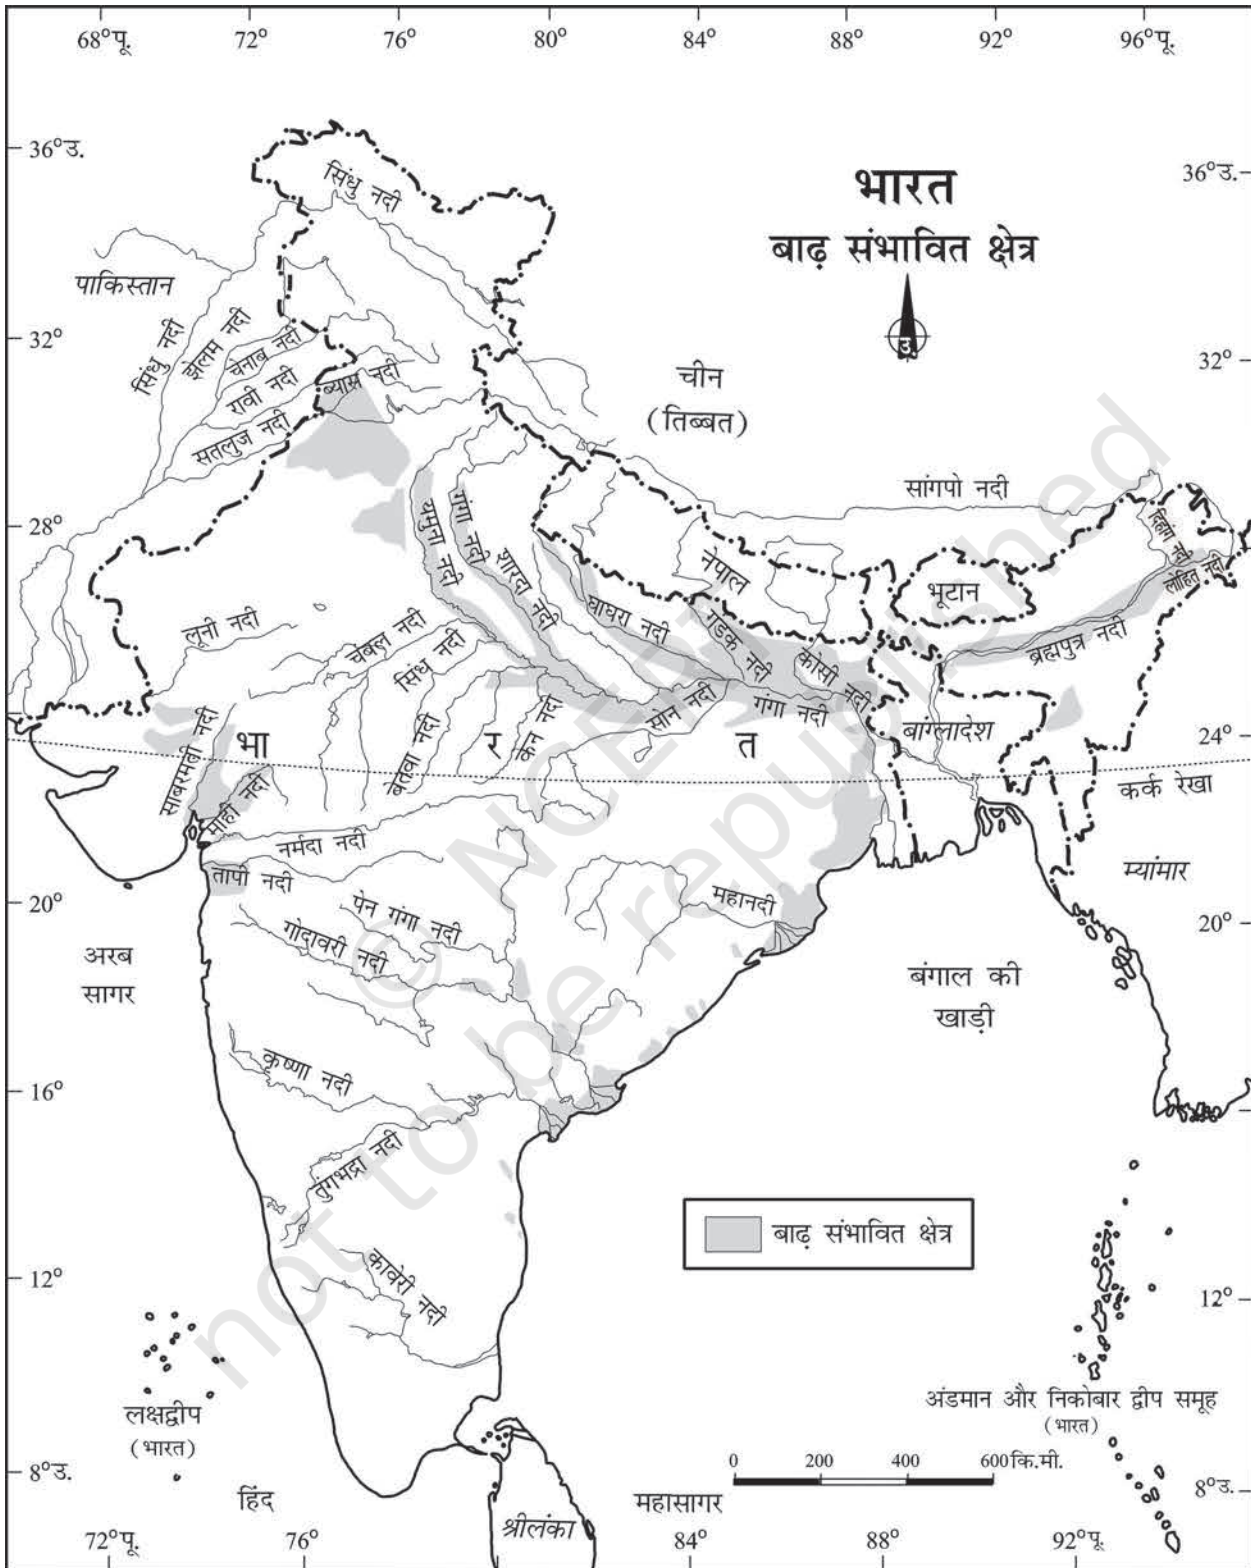 68°पू. 72° 76° 80° 84° 88° 92° 96°पू.
36°उ.
36°उ.
भारत
बाढ़ संभावित क्षेत्र
उ
सिंधु नदी
पाकिस्तान
32°
32°
सिंधु नदी
झेलम नदी
चेनाब नदी
रावी नदी
ब्यास नदी
सतलुज नदी
चीन
(तिब्बत)
सांगपो नदी
28°
28°
यमुना नदी
गंगा नदी
शारदा नदी
घाघरा नदी
नेपाल
गंडक नदी
कोसी नदी
भूटान
दिहांग नदी
लोहित नदी
ब्रह्मपुत्र नदी
लूनी नदी
चंबल नदी
सिंध नदी
बेतवा नदी
केन नदी
सोन नदी
गंगा नदी
बांग्लादेश
24°
24°
साबरमती नदी
माही नदी
भा र त
कर्क रेखा
नर्मदा नदी
तापी नदी
म्यांमार
20°
20°
पेन गंगा नदी
गोदावरी नदी
महानदी
अरब
सागर
बंगाल की
खाड़ी
16°
कृष्णा नदी
तुंगभद्रा नदी
बाढ़ संभावित क्षेत्र
12°
12°
कावेरी नदी
लक्षद्वीप
(भारत)
अंडमान और निकोबार द्वीप समूह
(भारत)
0 200 400 600कि.मी.
8°उ.
8°उ.
हिंद
महासागर
श्रीलंका
72°पू. 76° 84° 88° 92°पू.
© NCERT
not to be republished